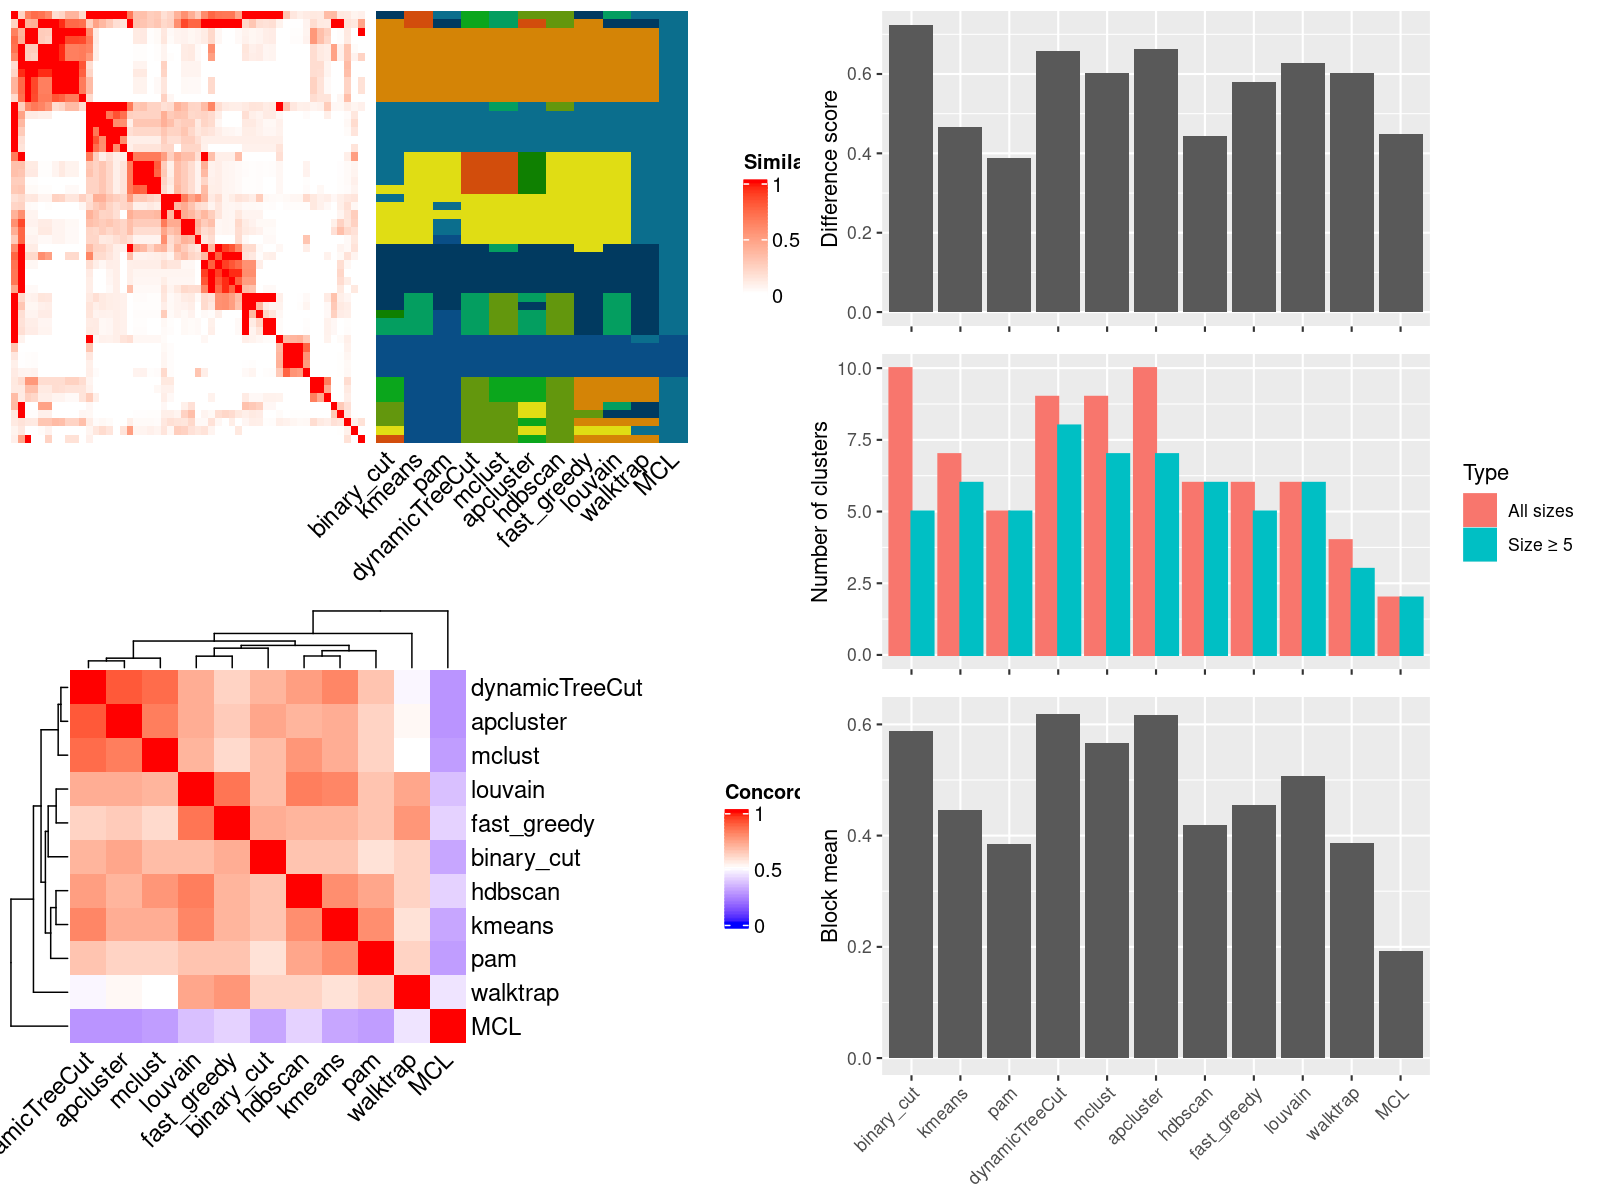 Simila
1
0.5
0
binary_cut
kmeans
pam
dynamicTreeCut
mclust
apcluster
hdbscan
fast_greedy
louvain
walktrap
MCL
dynamicTreeCut
apcluster
mclust
louvain
fast_greedy
binary_cut
hdbscan
kmeans
pam
walktrap
MCL
amicTreeCut
apcluster
mclust
louvain
fast_greedy
binary_cut
hdbscan
kmeans
pam
walktrap
MCL
Concord
1
0.5
0
Difference score
0.6
0.4
0.2
0.0
Number of clusters
10.0
7.5
5.0
2.5
0.0
Type
All sizes
Size ≥ 5
Block mean
0.6
0.4
0.2
0.0
binary_cut
kmeans
pam
dynamicTreeCut
mclust
apcluster
hdbscan
fast_greedy
louvain
walktrap
MCL